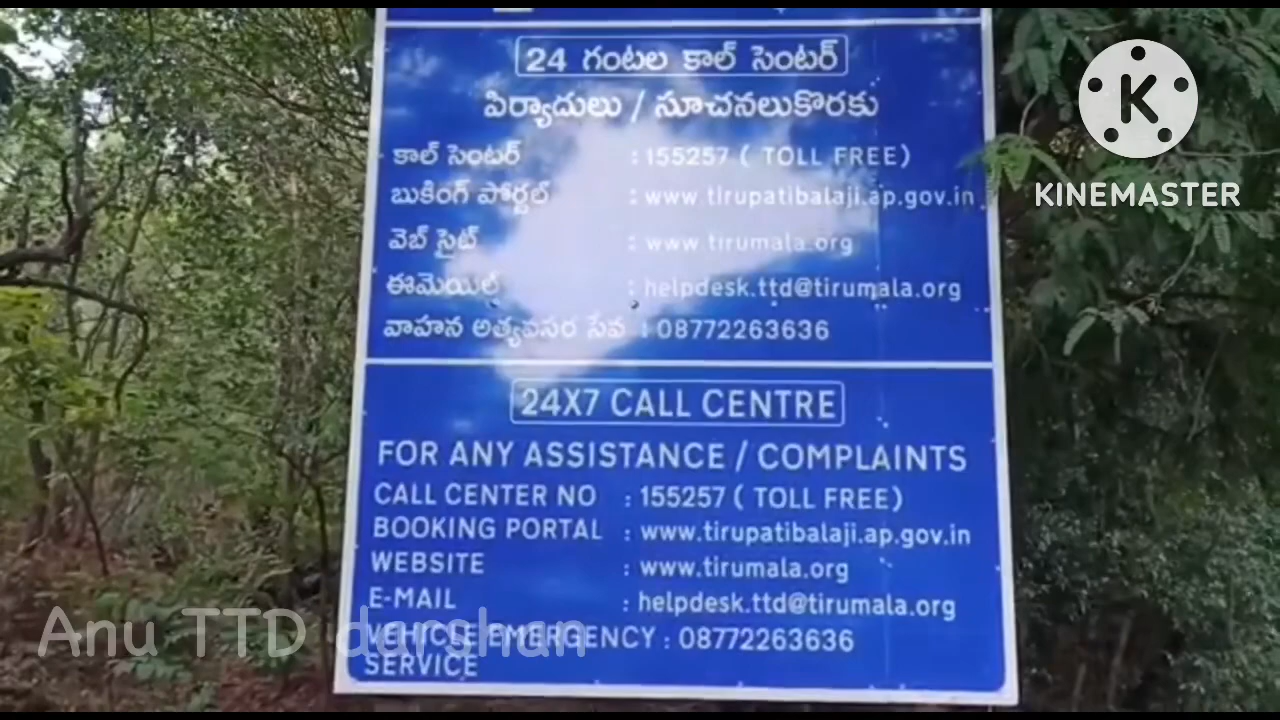 24 గంటల కాల్ సెంటర్
పిర్యాదులు / సూచనలుకొరకు
కాల్ సెంటర్ : 155257 ( TOLL FREE)
బుకింగ్ పోర్టల్ : www tirupatibalaji.ap.gov.in
వెబ్ సైట్ : www.tirumala.org
ఈమెయిల్ : helpdesk.ttd@tirumala.org
వాహన అత్యవసర సేవ : 08772263636
24X7 CALL CENTRE
FOR ANY ASSISTANCE / COMPLAINTS
CALL CENTER NO : 155257 ( TOLL FREE)
BOOKING PORTAL : www.tirupatibalaji.ap.gov.in
WEBSITE : www.tirumala.org
E-MAIL : helpdesk.ttd@tirumala.org
VEHICLE EMERGENCY : 08772263636
SERVICE
K
KINEMASTER
Anu TTD darshan